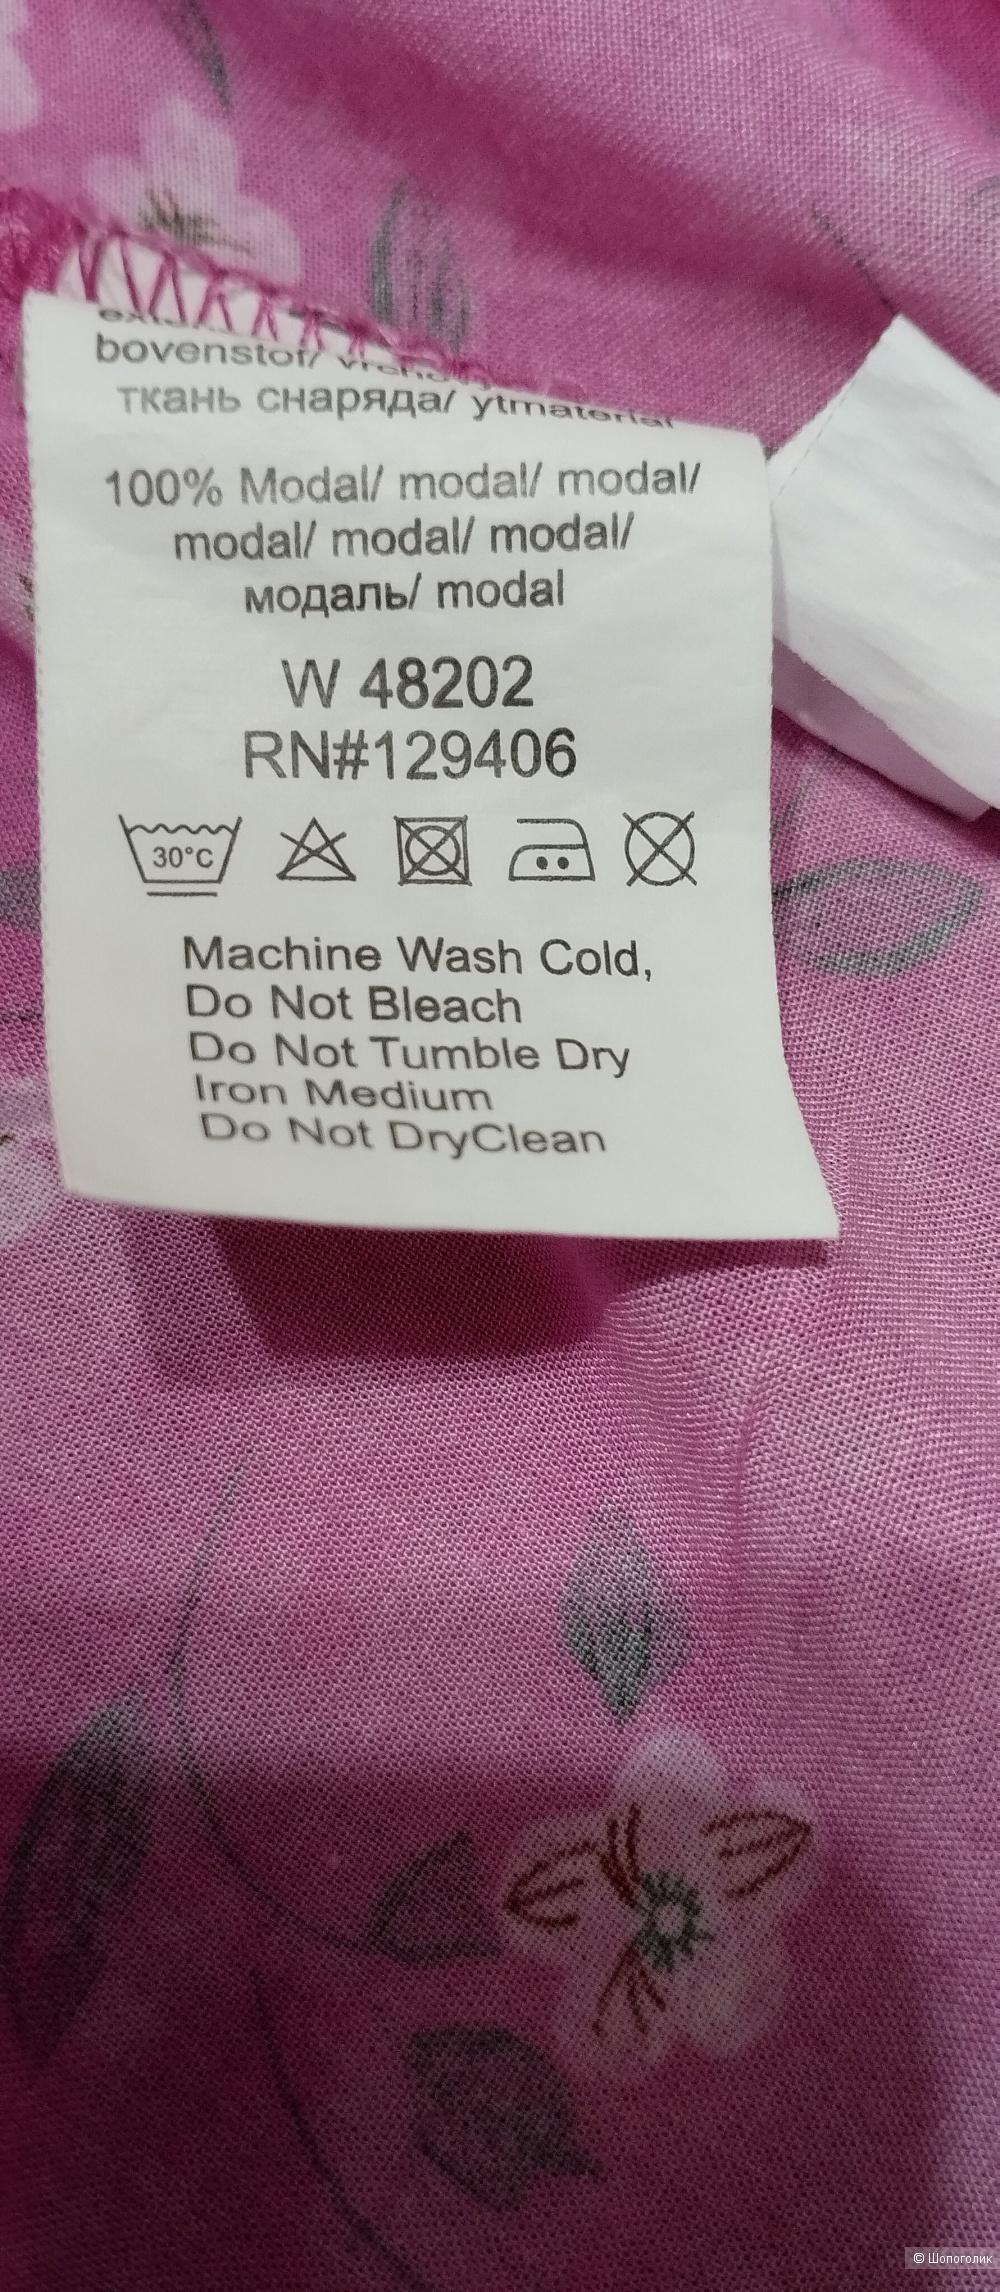 bovenstof/
ткань снаряда/ ytmaterial
100% Modal/ modal/ modal/
modal/ modal/ modal/
модаль/ modal
W 48202
RN#129406
30°C
Machine Wash Cold,
Do Not Bleach
Do Not Tumble Dry
Iron Medium
Do Not DryClean
© Шопоголик